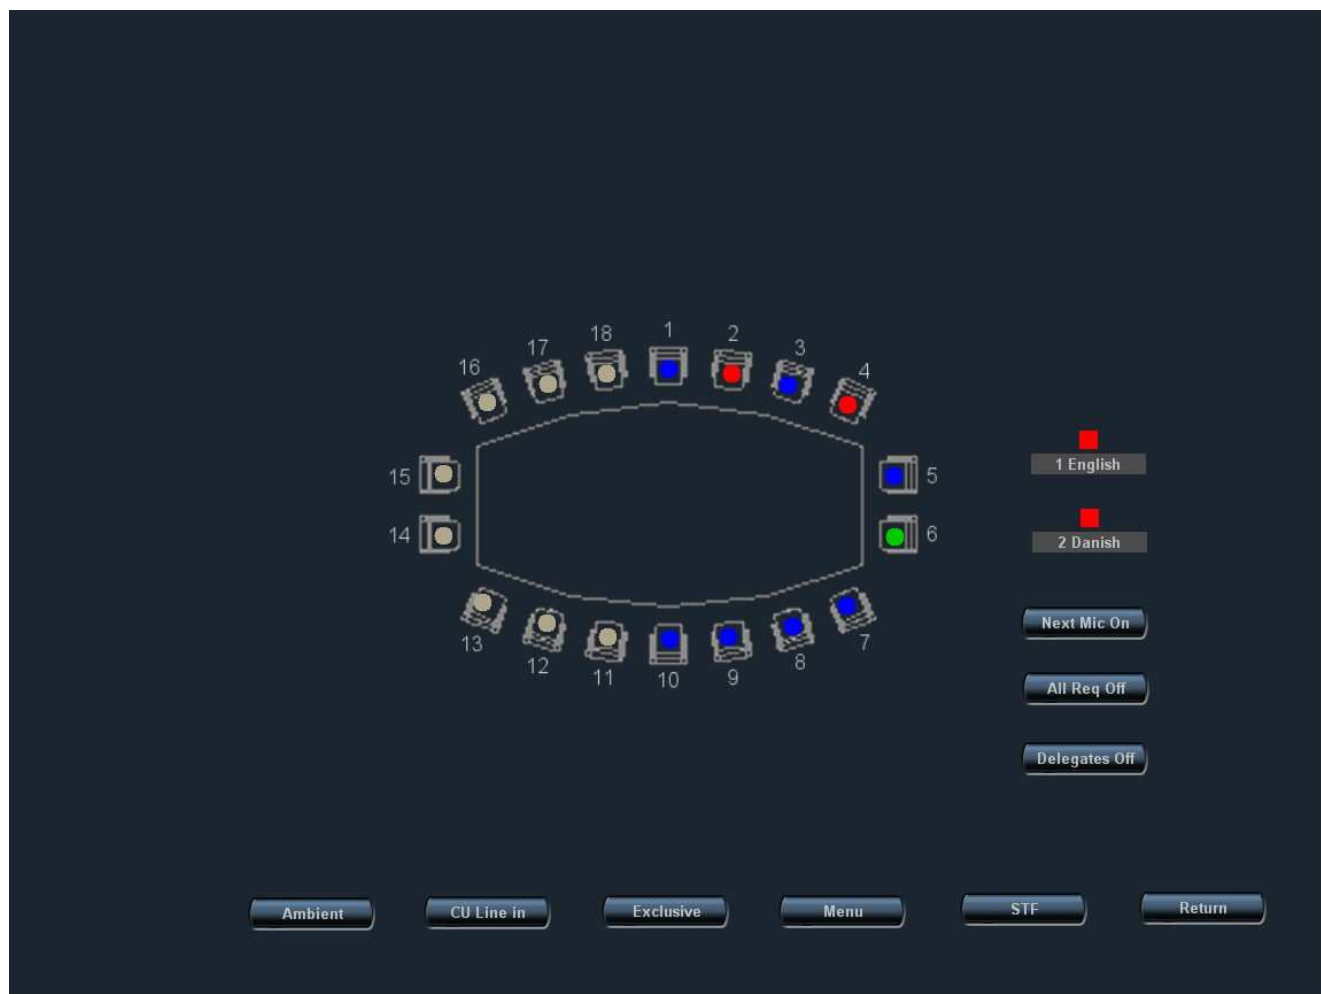 1
2
18
17
3
16
4
15
5
1 English
14
6
2 Danish
Next Mic On
13
7
12
8
11
10
9
All Req Off
Delegates Off
Ambient
CU Line in
Exclusive
Menu
STF
Return